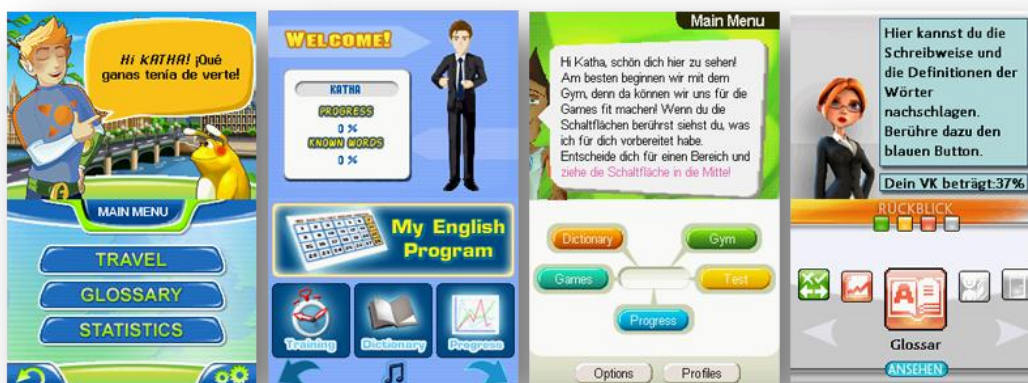 Hi KATHA! ¡Qué
ganas tenía de verte!
MAIN MENU
TRAVEL
GLOSSARY
STATISTICS
WELCOME!
KATHA
PROGRESS
0 %
KNOWN WORDS
0 %
My English
Program
Training
Dictionary
Progress
Main Menu
Hi Katha, schön dich hier zu sehen!
Am besten beginnen wir mit dem
Gym, denn da können wir uns für die
Games fit machen! Wenn du die
Schaltflächen berührst siehst du, was
ich für dich vorbereitet habe.
Entscheide dich für einen Bereich und
ziehe die Schaltfläche in die Mitte!
Dictionary
Gym
Games
Test
Progress
Options
Profiles
Hier kannst du die
Schreibweise und
die Definitionen der
Wörter
nachschlagen.
Berühre dazu den
blauen Button.
Dein VK beträgt:37%
RÜCKBLICK
A
Glossar
ANSEHEN